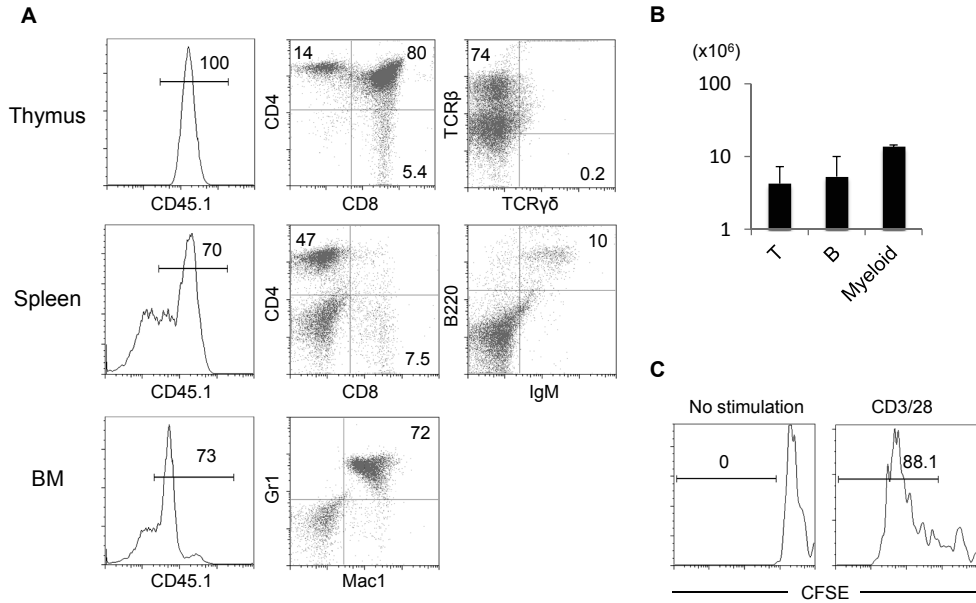 A
Thymus
100
CD45.1
14
80
5.4
CD4
CD8
74
0.2
TCRβ
TCRγδ
Spleen
70
CD45.1
47
7.5
CD4
CD8
10
B220
IgM
BM
73
CD45.1
72
Gr1
Mac1
B
(x10⁶)
100
10
1
T
B
Myeloid
C
No stimulation
CD3/28
0
88.1
CFSE